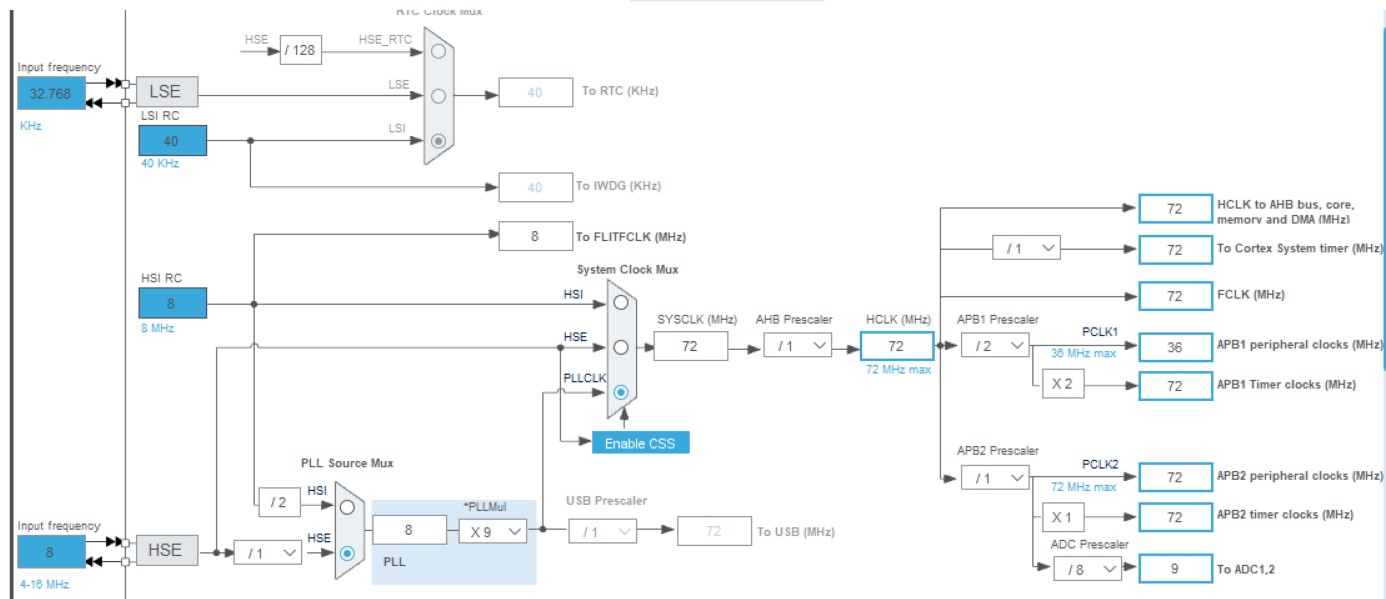 RTC Clock Mux
HSE
/ 128
HSE_RTC
Input frequency
32.768
KHz
LSE
LSE
40
To RTC (KHz)
LSI RC
40
40 KHz
LSI
40
To IWDG (KHz)
8
To FLITFCLK (MHz)
HSI RC
8
8 MHz
System Clock Mux
HSI
HSE
PLLCLK
SYSCLK (MHz)
72
AHB Prescaler
/ 1
HCLK (MHz)
72
72 MHz max
72
HCLK to AHB bus, core,
memory and DMA (MHz)
/ 1
72
To Cortex System timer (MHz)
72
FCLK (MHz)
APB1 Prescaler
/ 2
PCLK1
36 MHz max
36
APB1 peripheral clocks (MHz)
X 2
72
APB1 Timer clocks (MHz)
Enable CSS
APB2 Prescaler
/ 1
PCLK2
72 MHz max
72
APB2 peripheral clocks (MHz)
X 1
72
APB2 timer clocks (MHz)
ADC Prescaler
/ 8
9
To ADC1,2
PLL Source Mux
/ 2
HSI
HSE
8
*PLLMul
X 9
PLL
USB Prescaler
/ 1
72
To USB (MHz)
Input frequency
8
4-16 MHz
HSE
/ 1